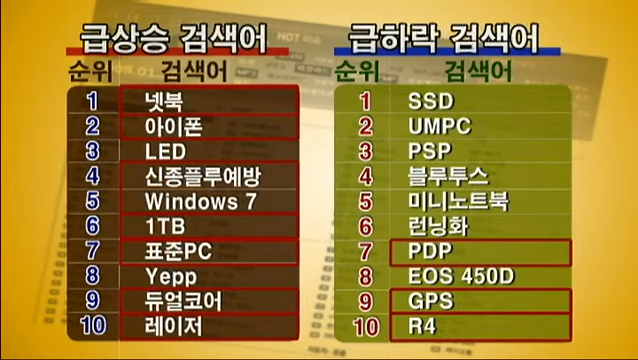 급상승 검색어
순위 검색어
1 넷북
2 아이폰
3 LED
4 신종플루예방
5 Windows 7
6 1TB
7 표준PC
8 Yepp
9 듀얼코어
10 레이저
급하락 검색어
순위 검색어
1 SSD
2 UMPC
3 PSP
4 블루투스
5 미니노트북
6 런닝화
7 PDP
8 EOS 450D
9 GPS
10 R4
HOT 이슈